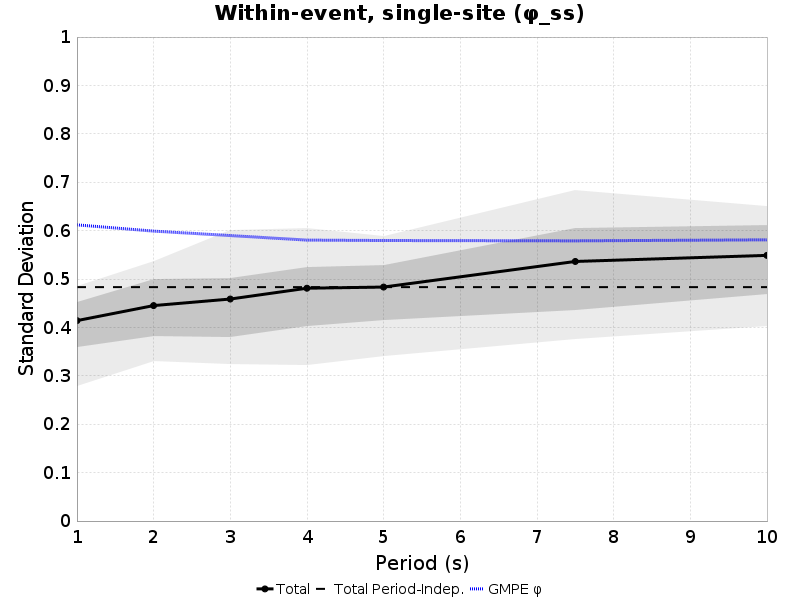 Within-event, single-site (φ_ss)
1
0.9
0.8
0.7
0.6
0.5
0.4
0.3
0.2
0.1
0
Standard Deviation
1 2 3 4 5 6 7 8 9 10
Period (s)
Total Total Period-Indep. GMPE φ